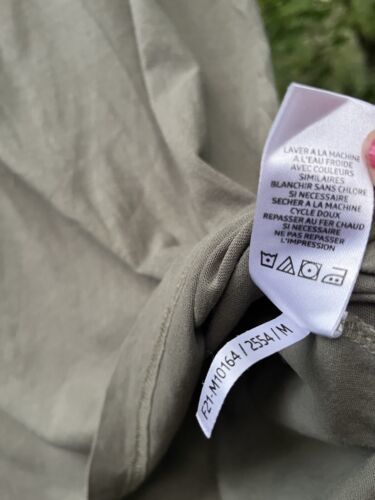 LAVER A LA MACHINE
A L'EAU FROIDE
AVEC COULEURS
SIMILAIRES
BLANCHIR SANS CHLORE
SI NECESSAIRE
SECHER A LA MACHINE
CYCLE DOUX
REPASSER AU FER CHAUD
SI NECESSAIRE
NE PAS REPASSER
L'IMPRESSION
F21-M10164 / 2554 / M